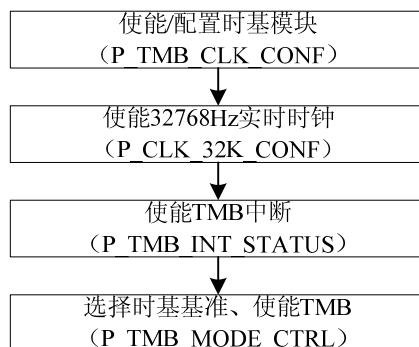 使能/配置时基模块
（P_TMB_CLK_CONF）
使能32768Hz实时时钟
（P_CLK_32K_CONF）
使能TMB中断
（P_TMB_INT_STATUS）
选择时基基准、使能TMB
（P_TMB_MODE_CTRL）